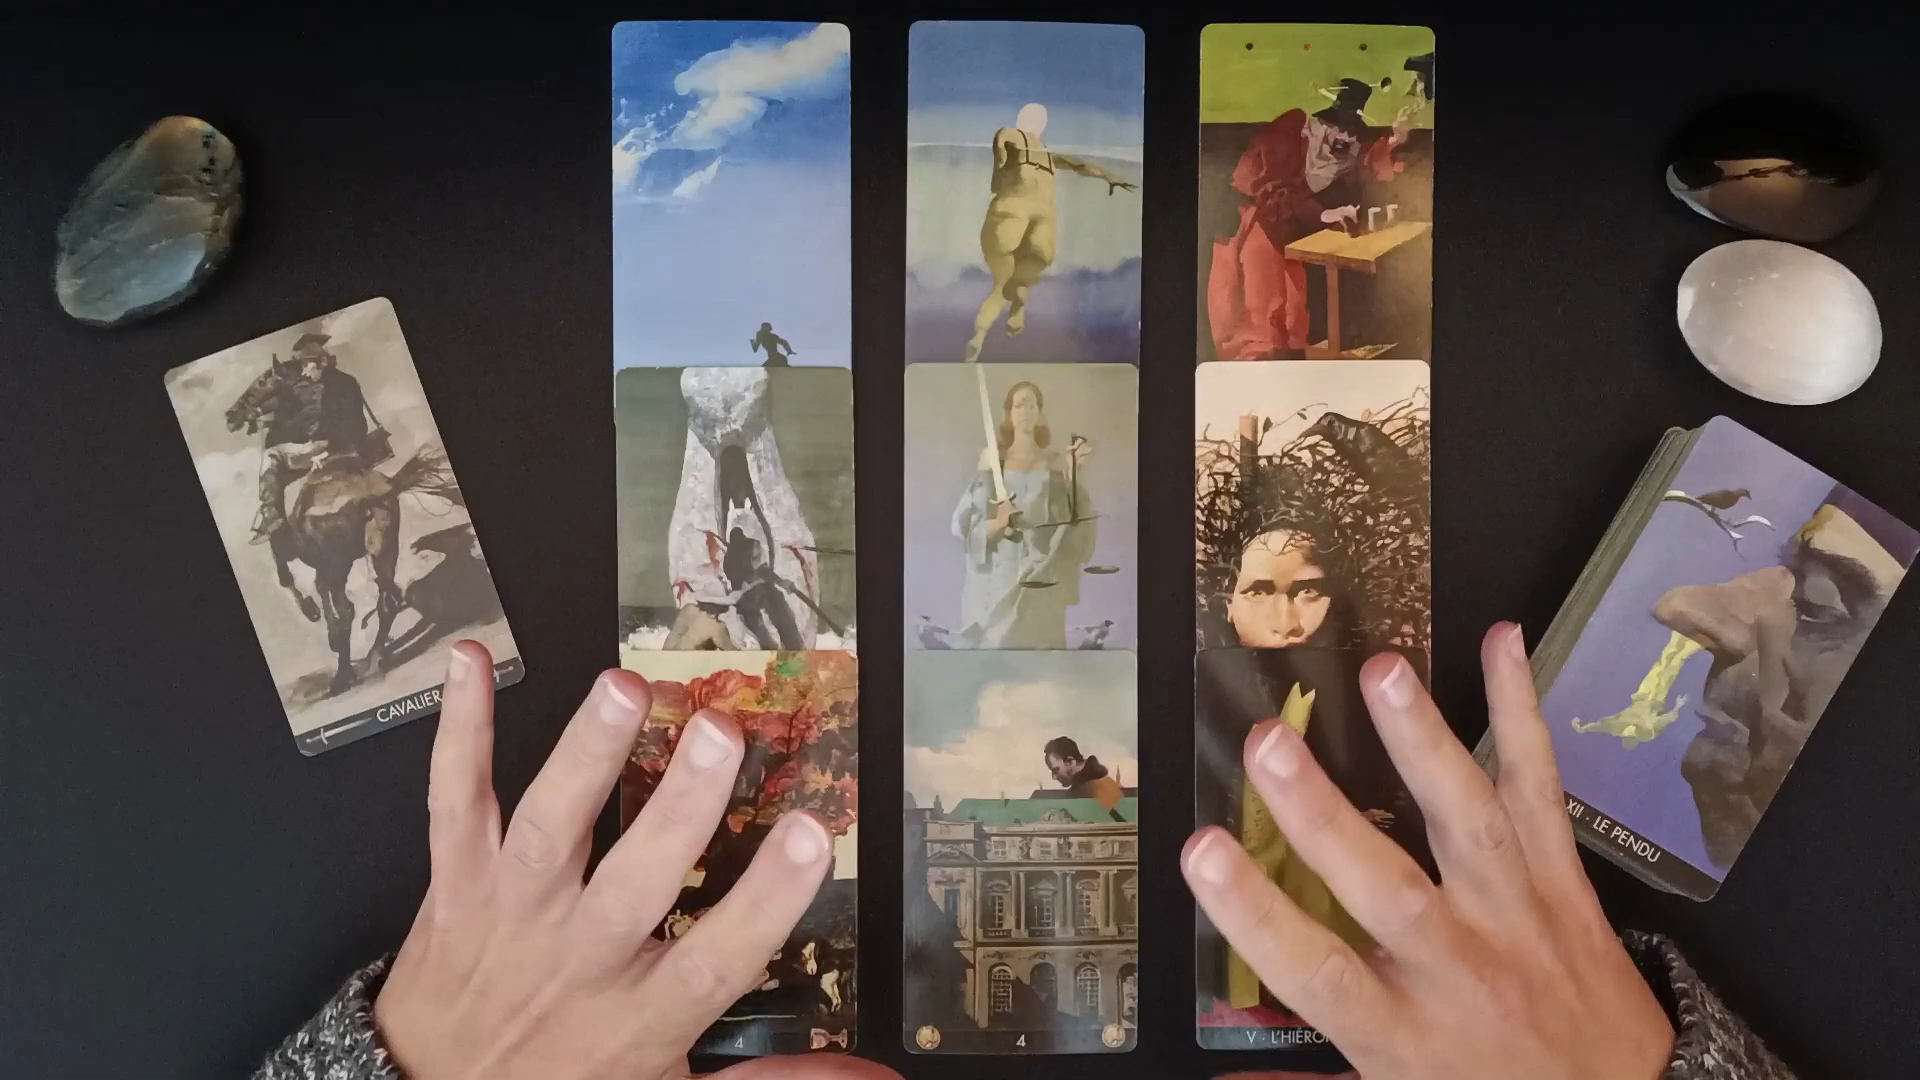 CAVALIER
XII · LE PENDU
4
4
V · L'HIÉRO